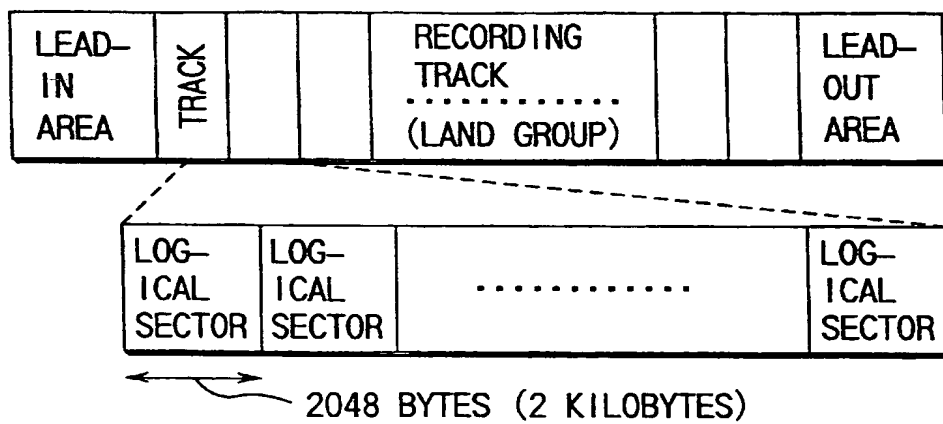 LEAD-
IN
AREA
TRACK
RECORDING
TRACK
............
(LAND GROUP)
LEAD-
OUT
AREA
LOG-
ICAL
SECTOR
LOG-
ICAL
SECTOR
............
LOG-
ICAL
SECTOR
2048 BYTES (2 KILOBYTES)